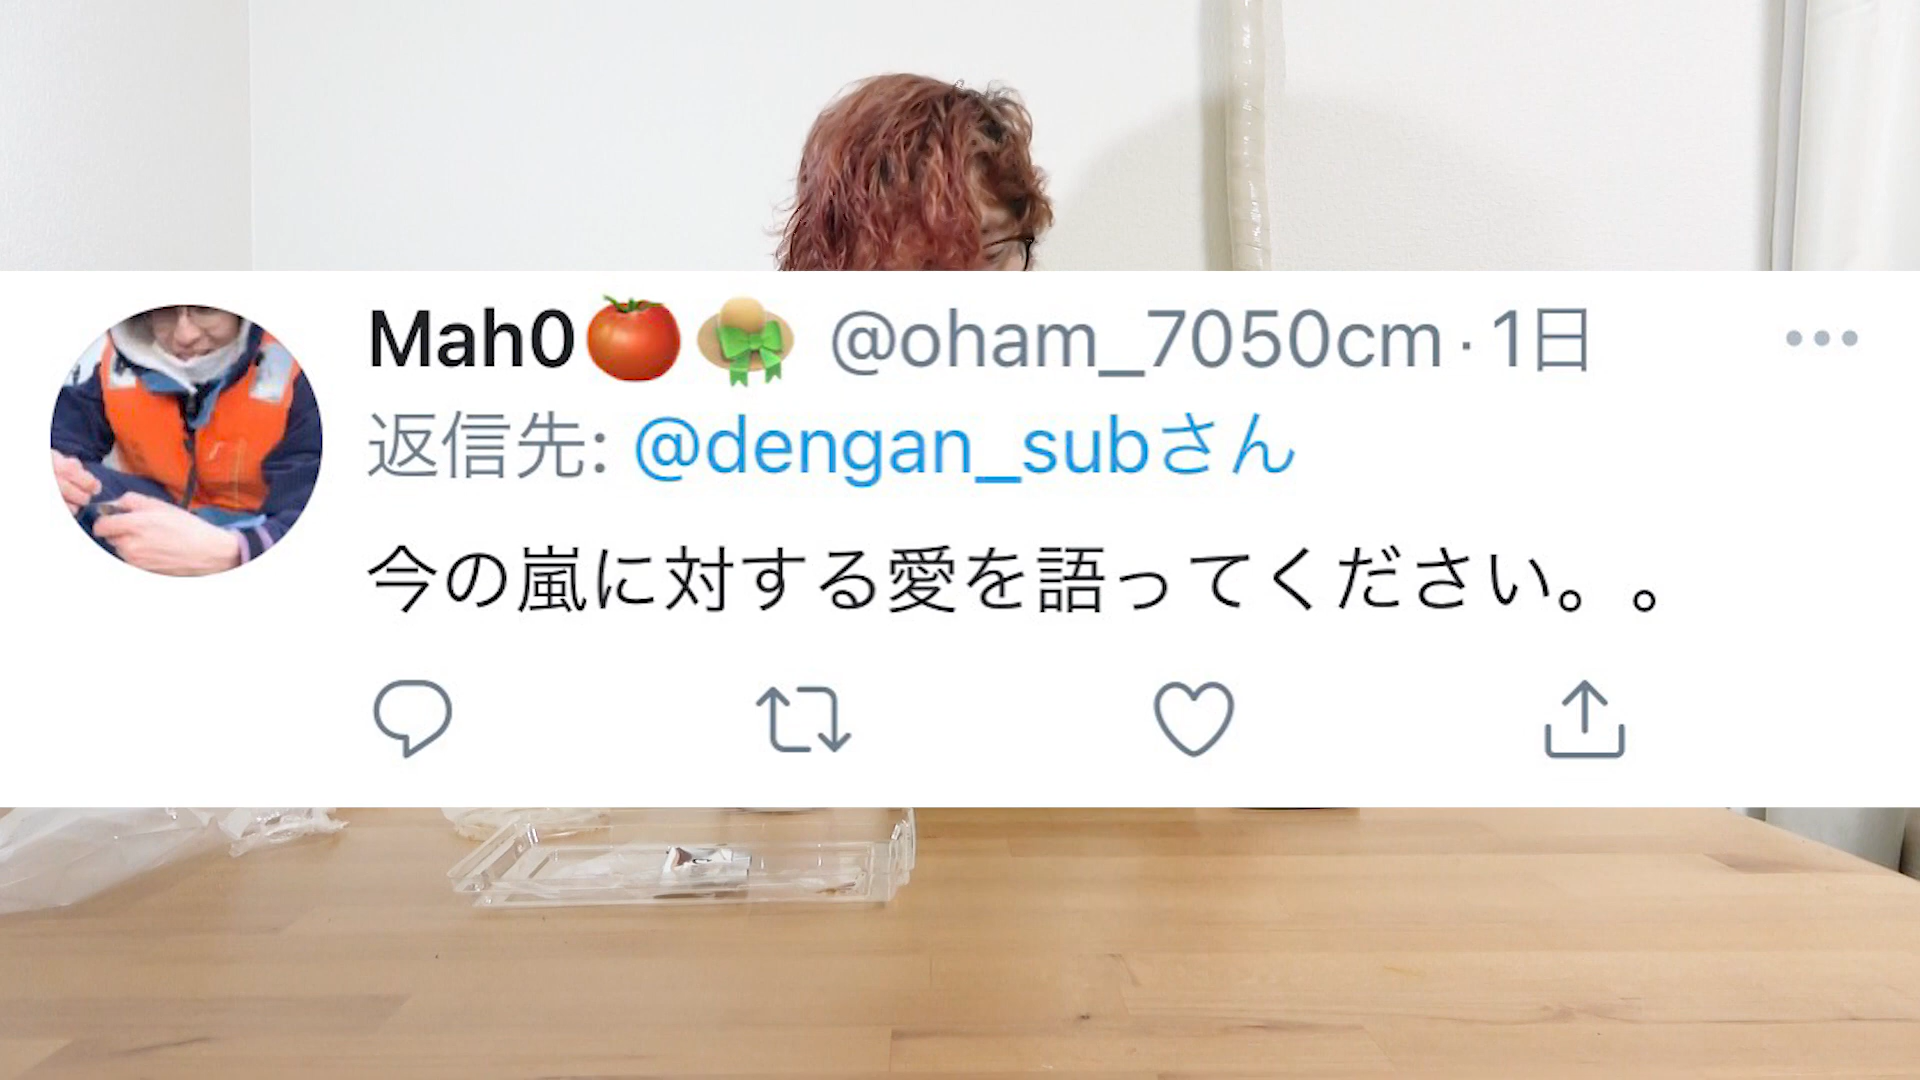 Mah0🍅👒 @oham_7050cm · 1日
返信先: @dengan_subさん
今の嵐に対する愛を語ってください。。